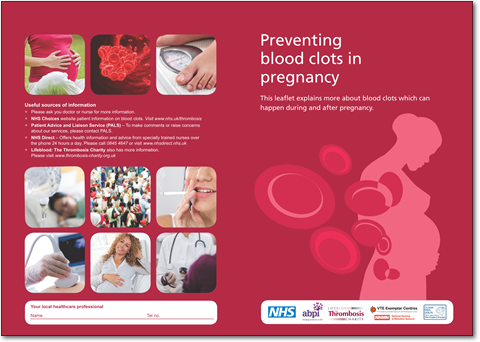 Useful sources of information
Please ask you doctor or nurse for more information.
NHS Choices website patient information on blood clots. Visit www.nhs.uk/thrombosis
Patient Advice and Liaison Service (PALS) – To make comments or raise concerns
about our services, please contact PALS.
NHS Direct – Offers health information and advice from specially trained nurses over
the phone 24 hours a day. Please call 0845 4647 or visit www.nhsdirect.nhs.uk
Lifeblood: The Thrombosis Charity also has more information.
Please visit www.thrombosis-charity.org.uk
Your local healthcare professional
Name
Tel no.
Preventing
blood clots in
pregnancy
This leaflet explains more about blood clots which can
happen during and after pregnancy.
NHS
abpi
Thrombosis
CHARITY
VTE Exemplar Centres